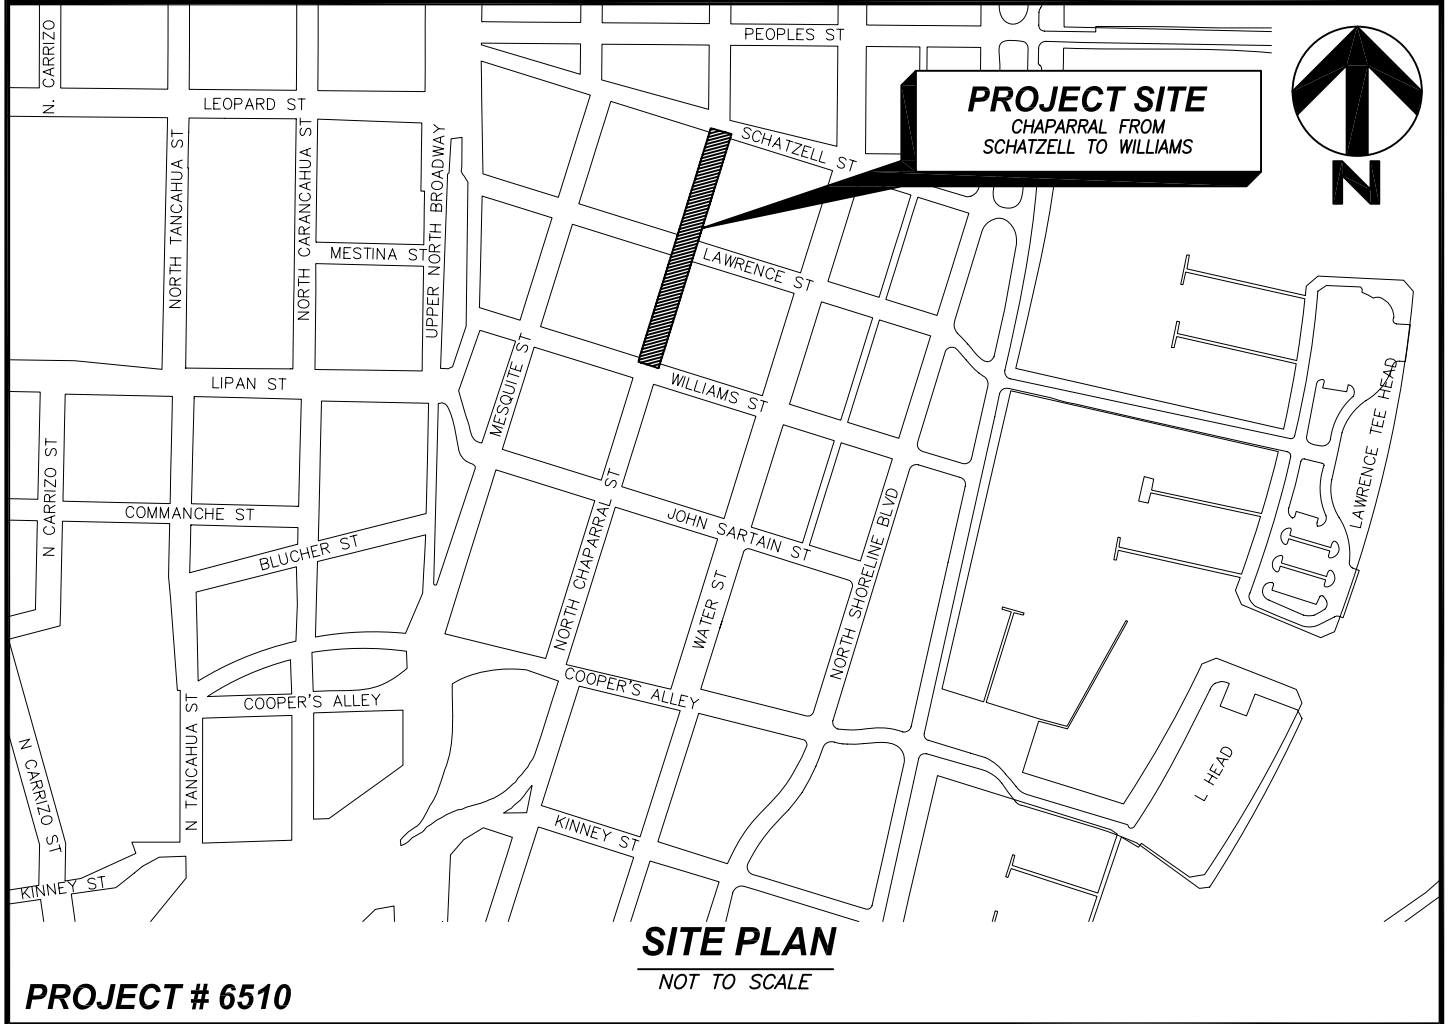 PEOPLES ST
N. CARRIZO
LEOPARD ST
PROJECT SITE
CHAPARRAL FROM
SCHATZELL TO WILLIAMS
SCHATZELL ST
NORTH TANCAHUA ST
NORTH CARANCAHUA ST
UPPER NORTH BROADWAY
N
MESTINA ST
LAWRENCE ST
LIPAN ST
MESQUITE ST
WILLIAMS ST
LAWRENCE TEE HEAD
N CARRIZO ST
COMMANCHE ST
BLUCHER ST
NORTH CHAPARRAL ST
JOHN SARTAIN ST
WATER ST
NORTH SHORELINE BLVD
COOPER'S ALLEY
COOPER'S ALLEY
N TANCAHUA ST
N CARRIZO ST
L HEAD
KINNEY ST
KINNEY ST
SITE PLAN
NOT TO SCALE
PROJECT # 6510